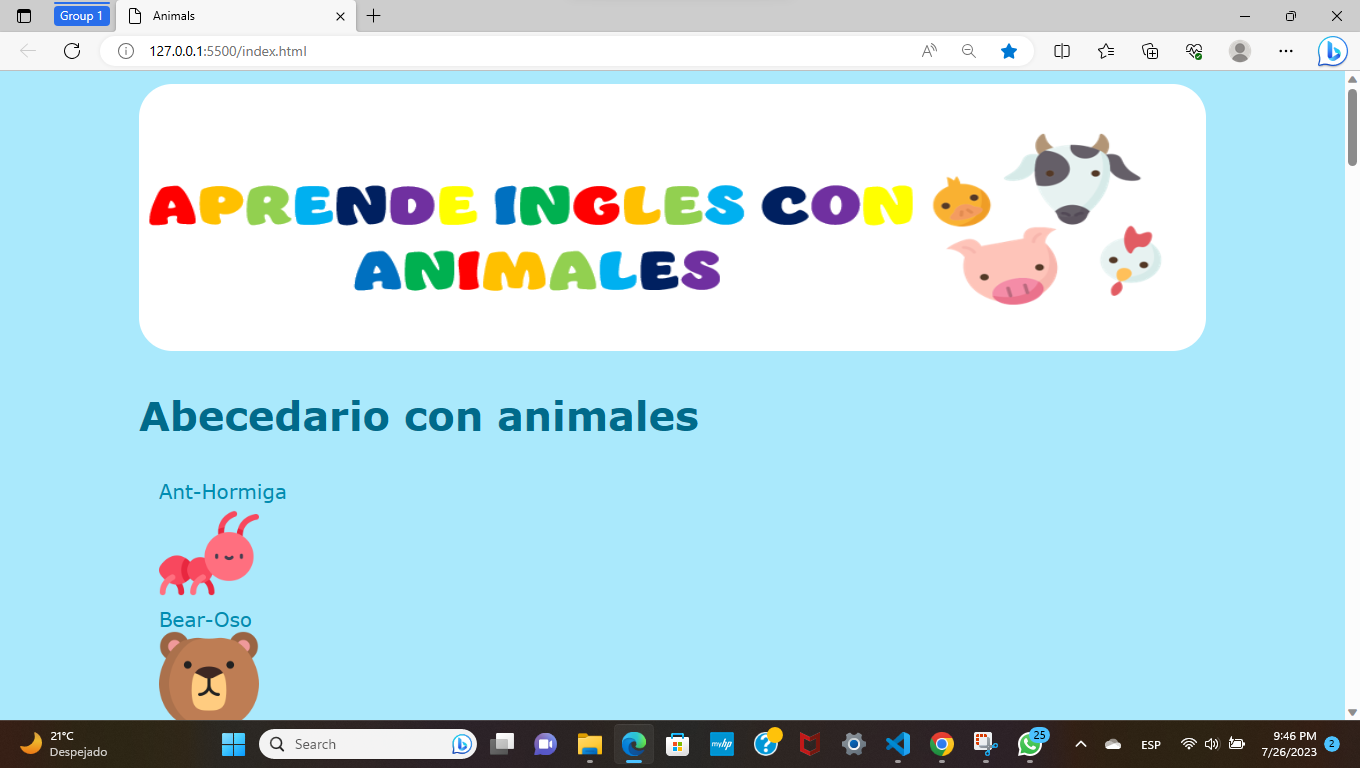 Group 1
Animals
127.0.0.1:5500/index.html
APRENDE INGLES CON
ANIMALES
Abecedario con animales
Ant-Hormiga
Bear-Oso
21°C
Despejado
Search
myhp
25
ESP
9:46 PM
7/26/2023
2